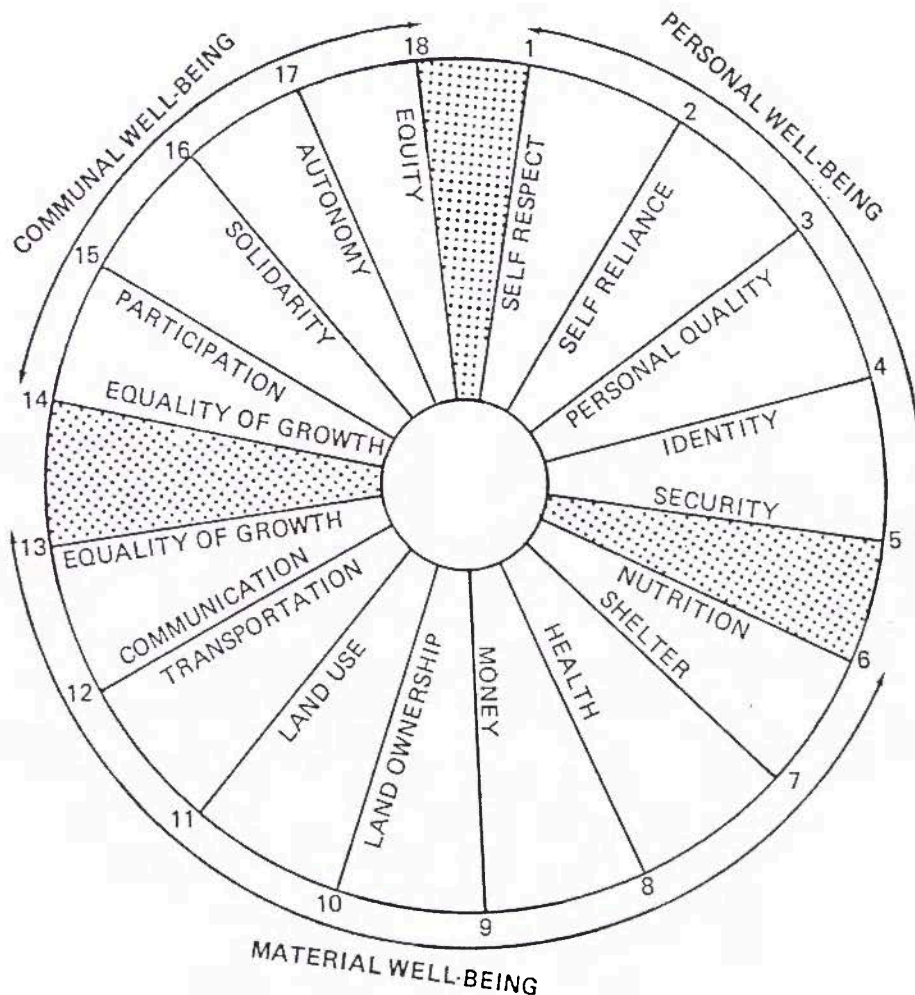 COMMUNAL WELL-BEING
PERSONAL WELL-BEING
MATERIAL WELL-BEING
1
SELF RESPECT
2
SELF RELIANCE
3
PERSONAL QUALITY
4
IDENTITY
5
SECURITY
6
NUTRITION
7
SHELTER
8
HEALTH
9
MONEY
10
LAND OWNERSHIP
11
LAND USE
12
COMMUNICATION
TRANSPORTATION
13
EQUALITY OF GROWTH
14
EQUALITY OF GROWTH
15
PARTICIPATION
16
SOLIDARITY
17
AUTONOMY
18
EQUITY